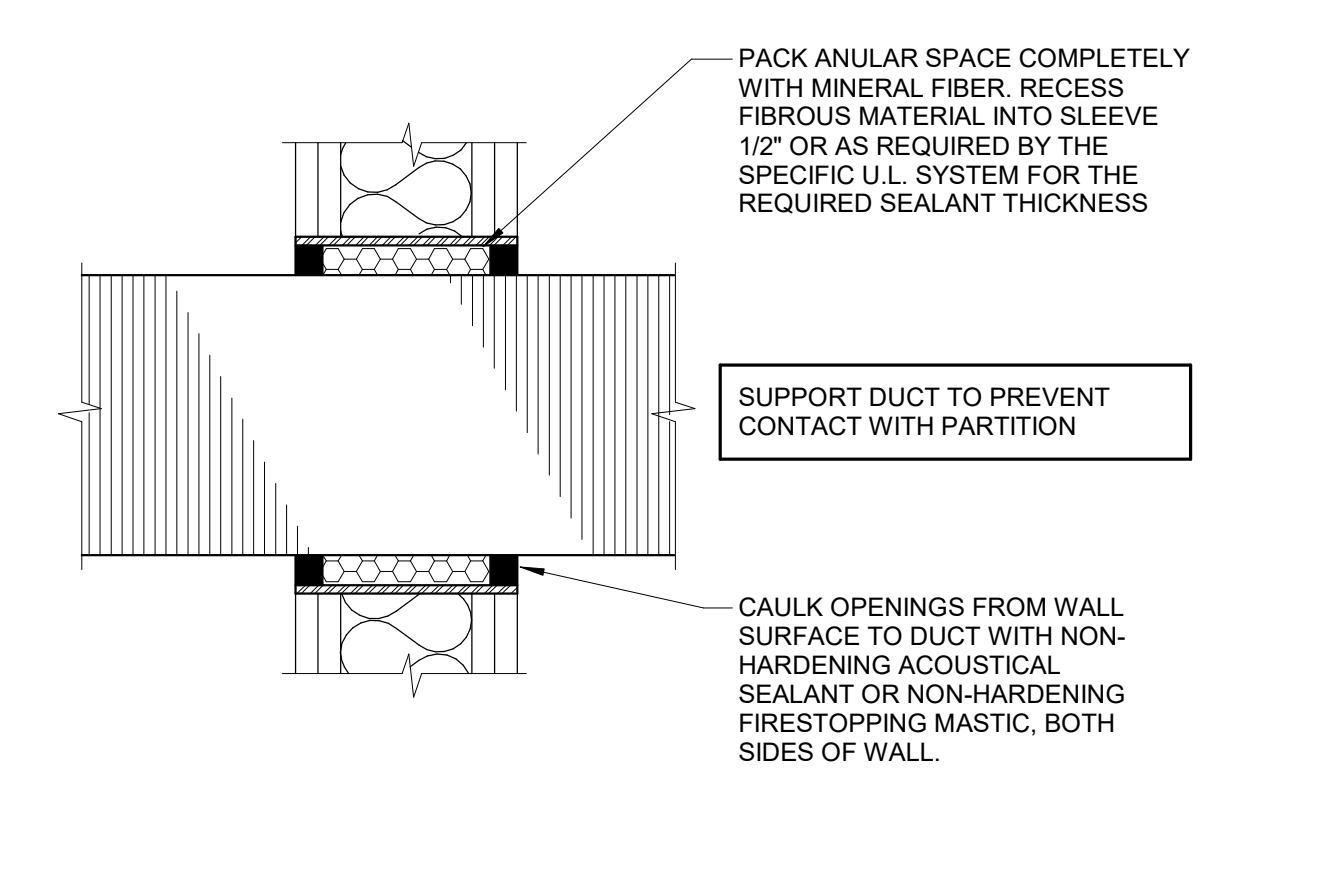 PACK ANULAR SPACE COMPLETELY
WITH MINERAL FIBER. RECESS
FIBROUS MATERIAL INTO SLEEVE
1/2" OR AS REQUIRED BY THE
SPECIFIC U.L. SYSTEM FOR THE
REQUIRED SEALANT THICKNESS
SUPPORT DUCT TO PREVENT
CONTACT WITH PARTITION
CAULK OPENINGS FROM WALL
SURFACE TO DUCT WITH NON-
HARDENING ACOUSTICAL
SEALANT OR NON-HARDENING
FIRESTOPPING MASTIC, BOTH
SIDES OF WALL.